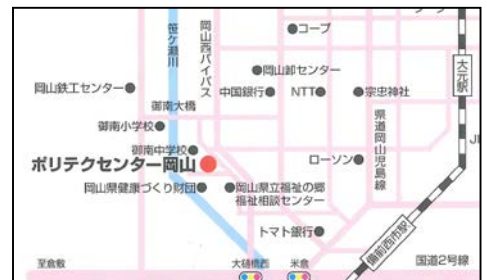 コープ
笹ヶ瀬川
岡山西バイパス
大元駅
岡山卸センター
岡山鉄工センター
中国銀行
NTT
宗忠神社
御南大橋
県道岡山児島線
御南小学校
御南中学校
ポリテクセンター岡山
ローソン
岡山県健康づくり財団
岡山県立福祉の郷
福祉相談センター
トマト銀行
備前西市駅
至倉敷
大樋橋西
米倉
国道2号線